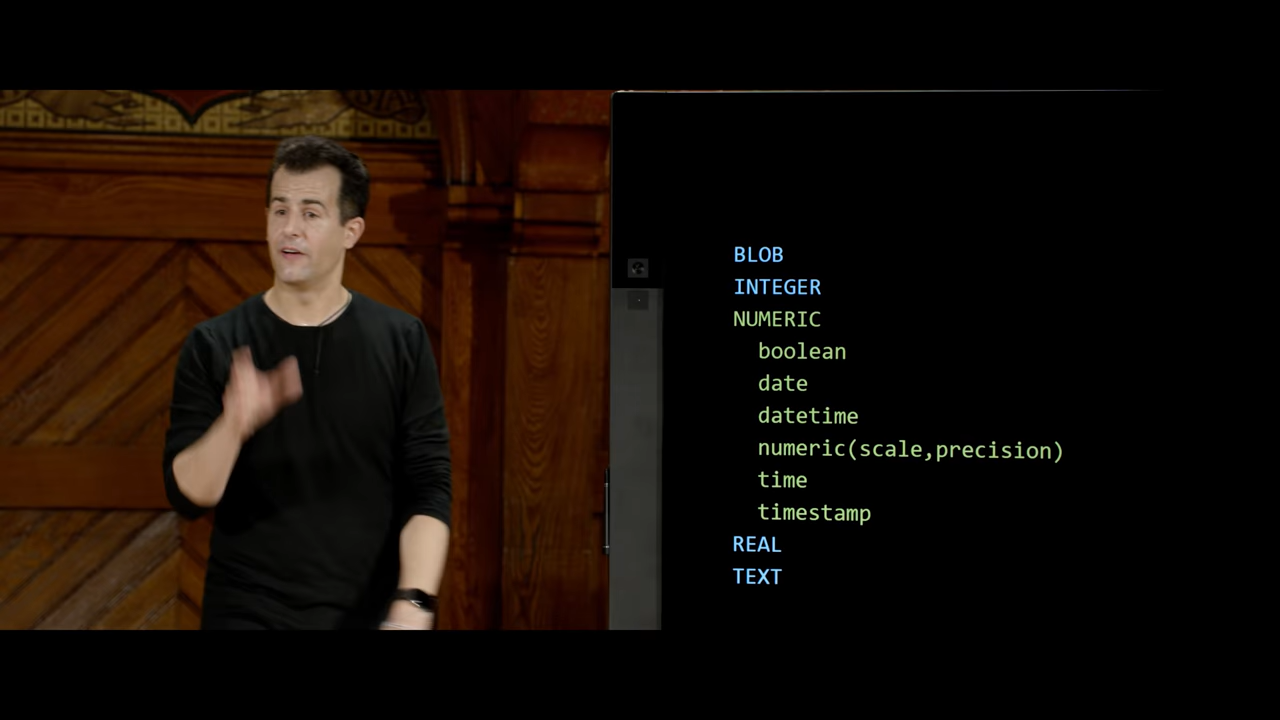 BLOB
INTEGER
NUMERIC
boolean
date
datetime
numeric(scale,precision)
time
timestamp
REAL
TEXT